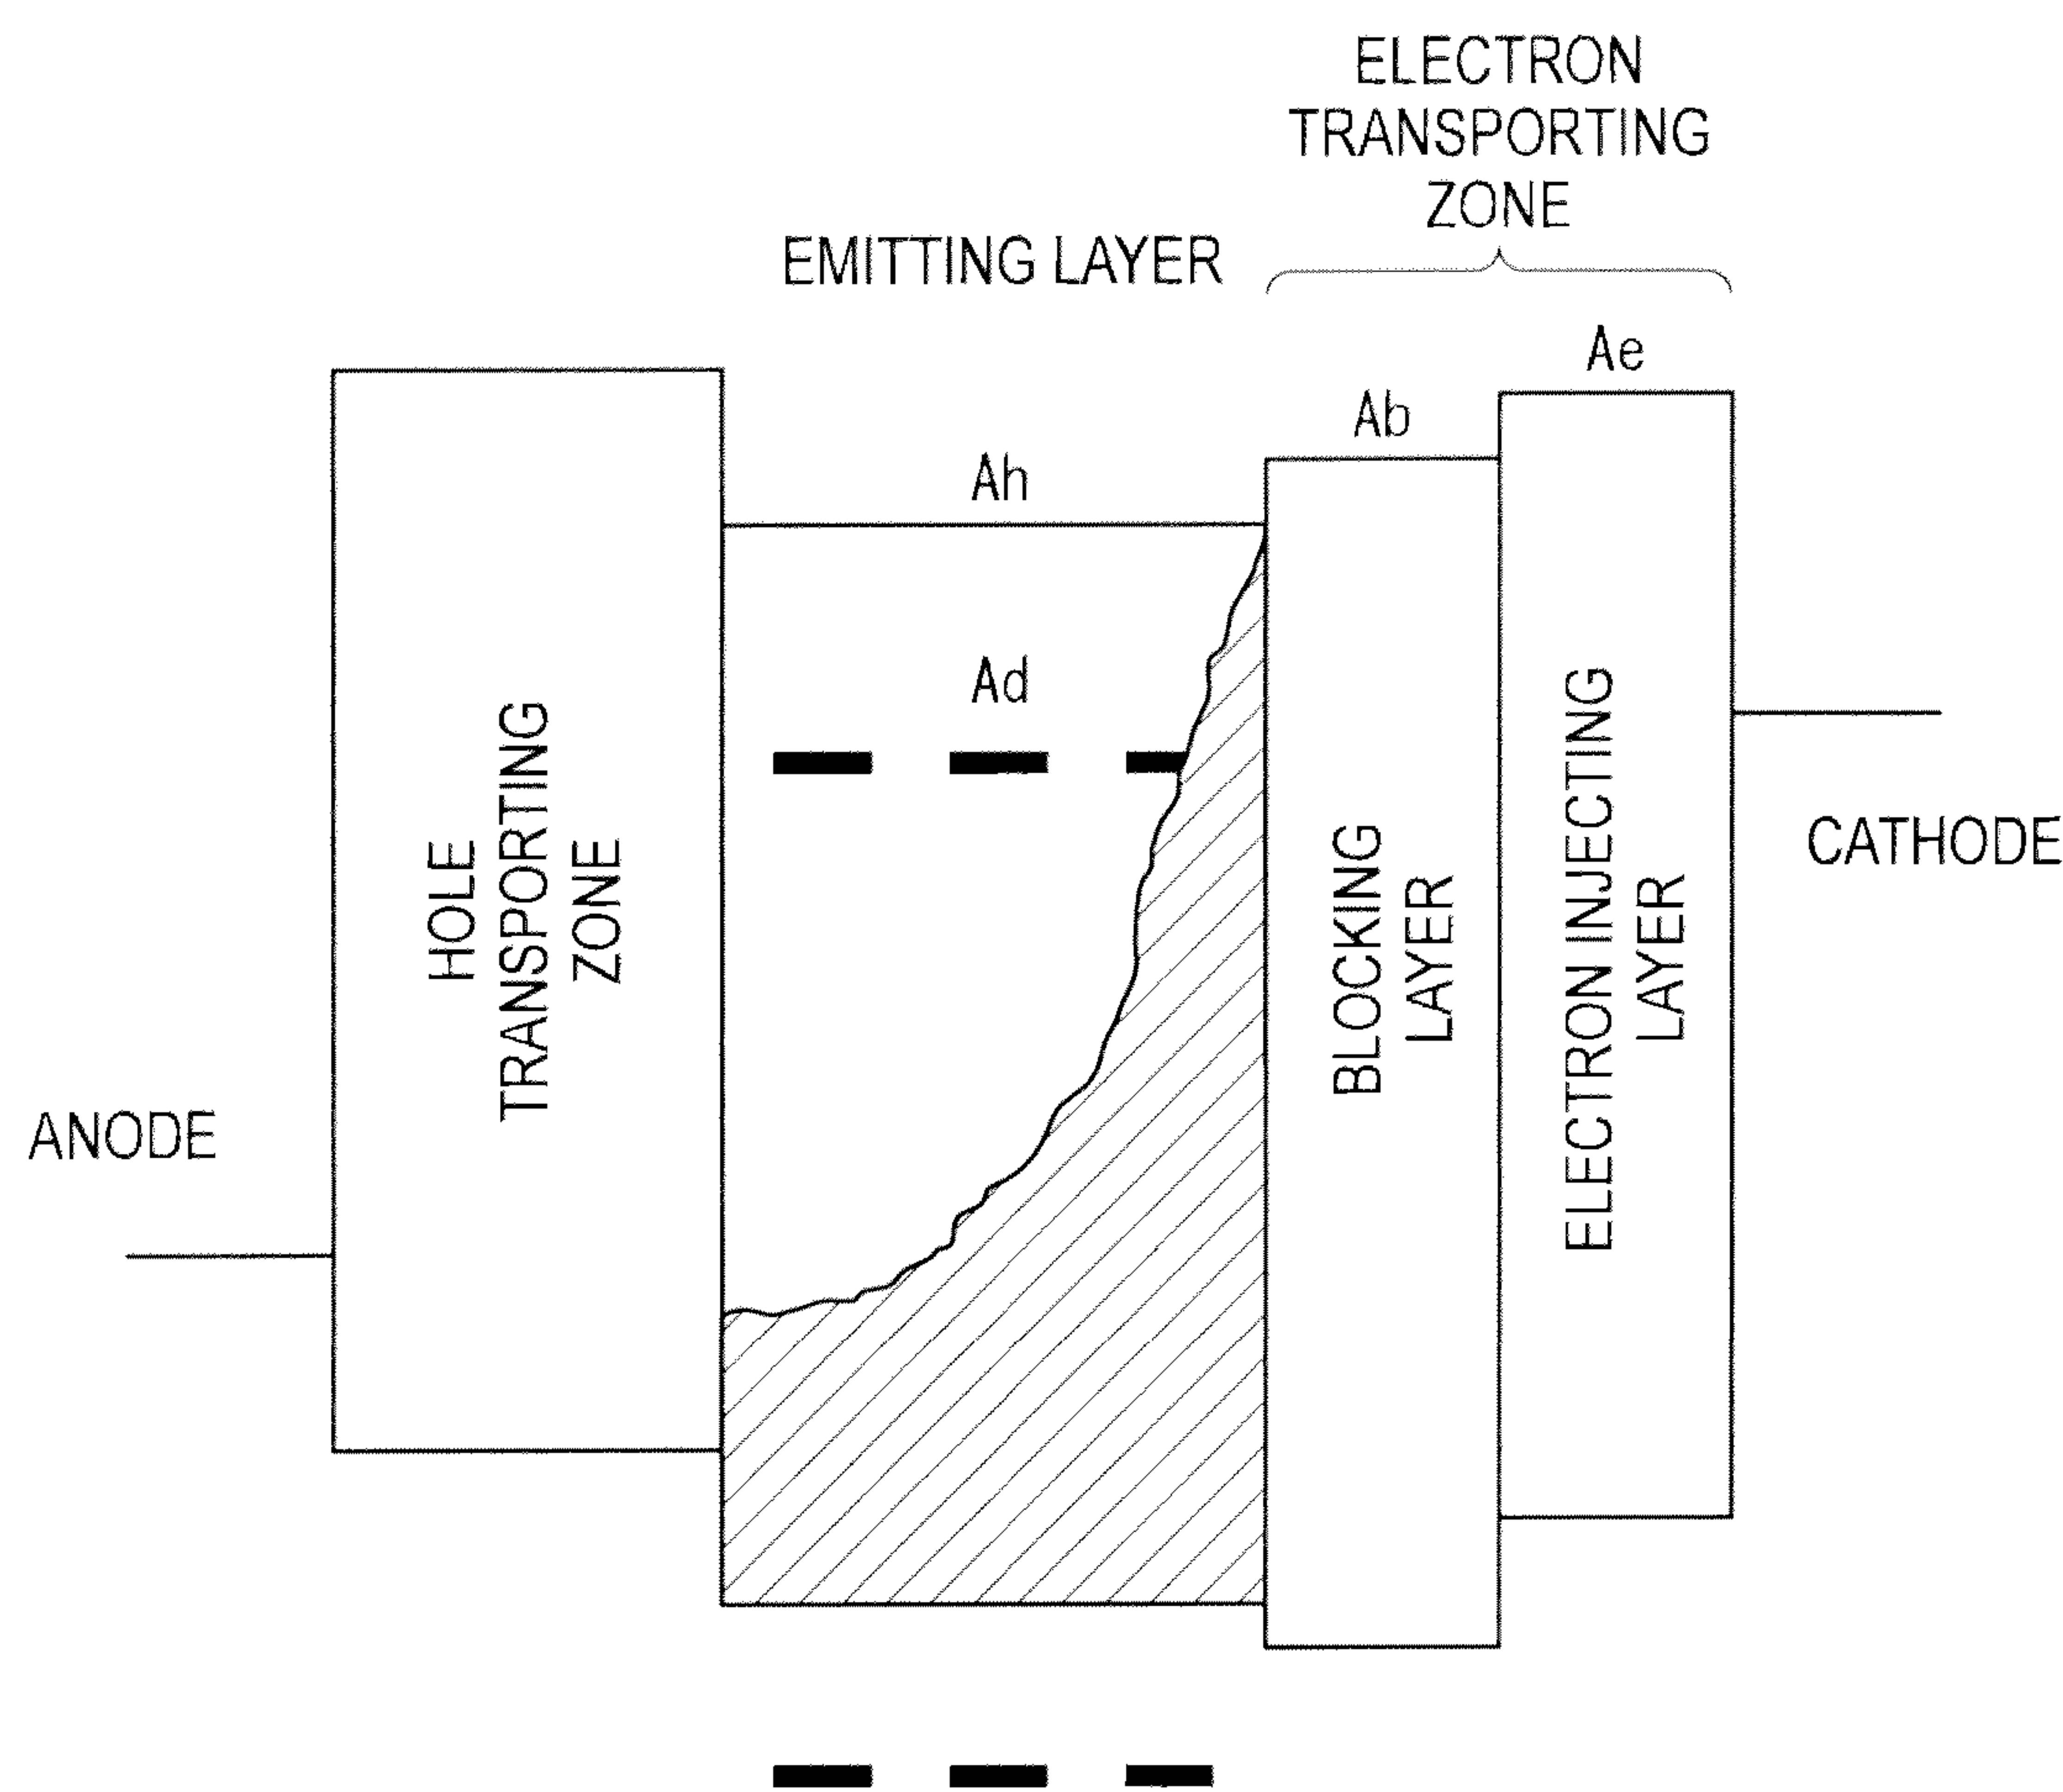 ELECTRON
TRANSPORTING
ZONE
EMITTING LAYER
Ae
Ab
Ah
Ad
HOLE
TRANSPORTING
ZONE
BLOCKING
LAYER
ELECTRON INJECTING
LAYER
CATHODE
ANODE